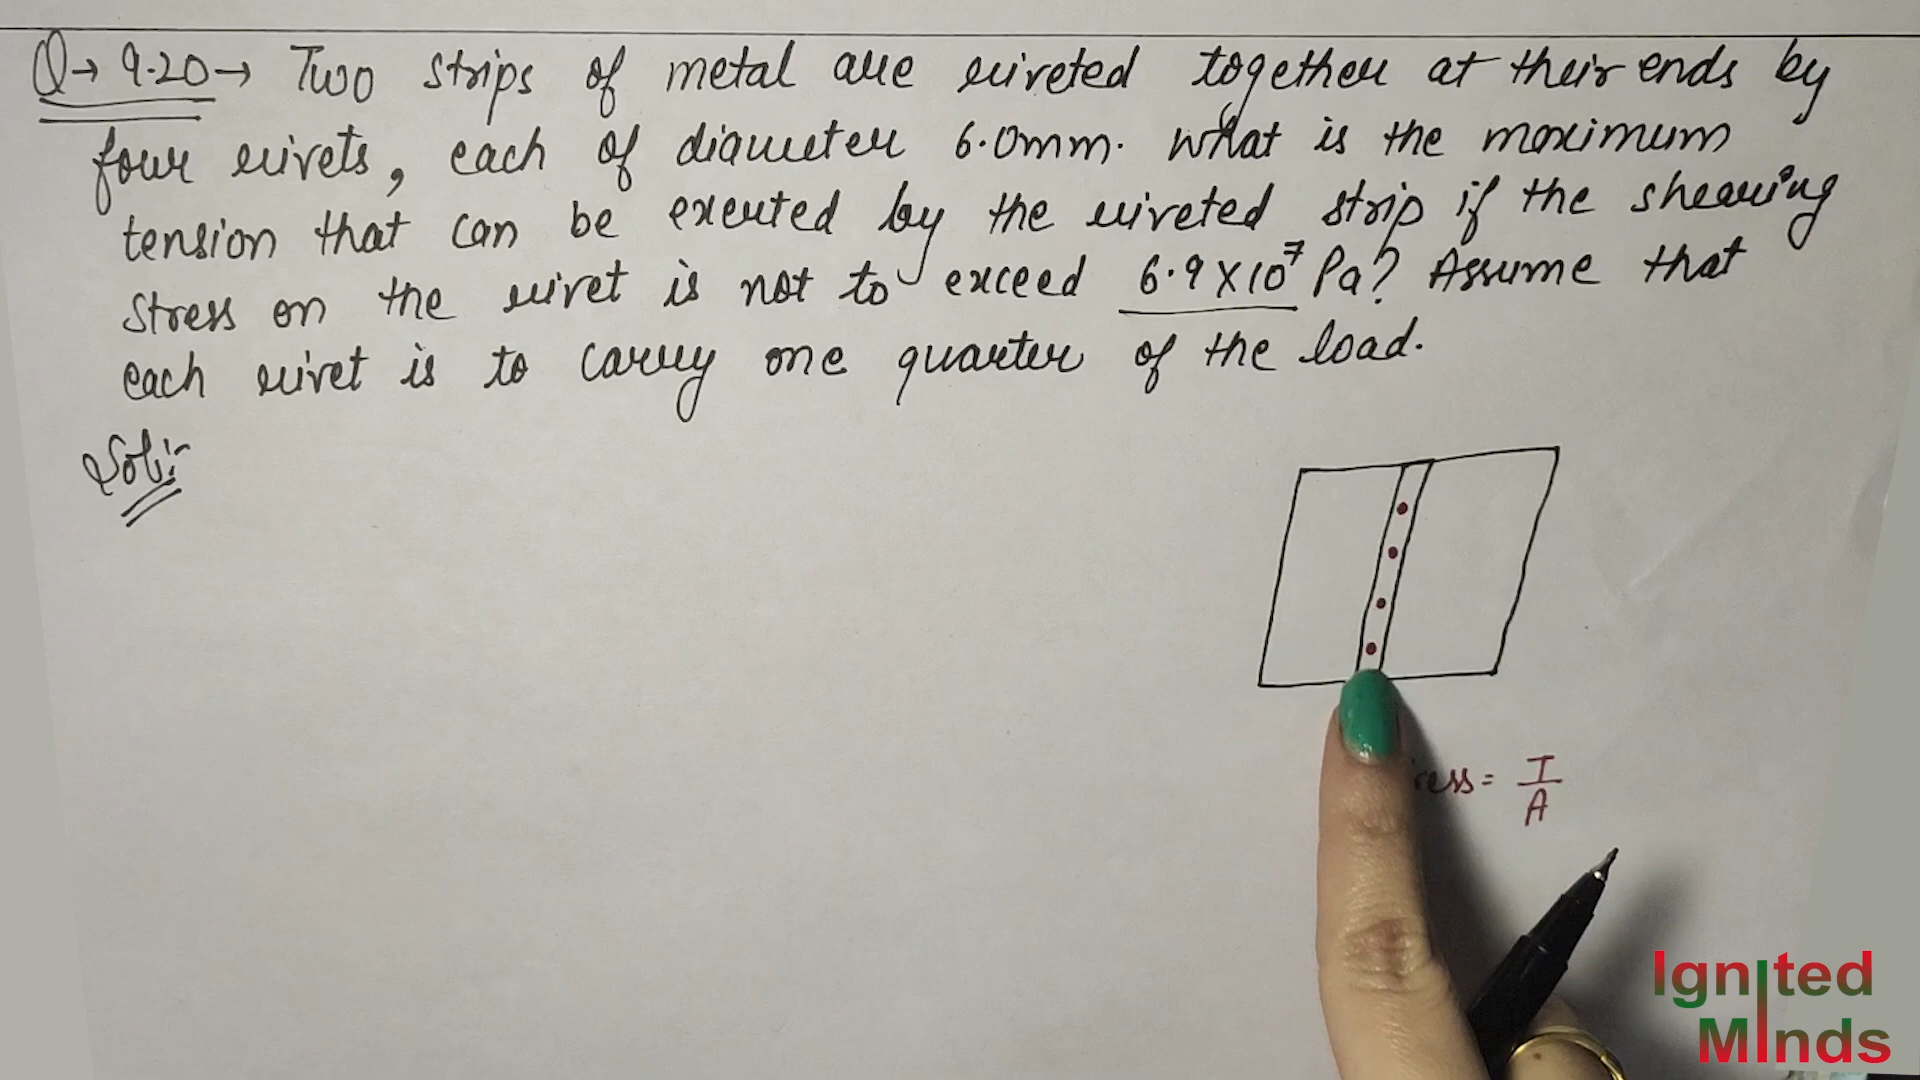 Q→ 9.20→ Two strips of metal are riveted together at their ends by
four rivets, each of diameter 6.0mm. What is the maximum
tension that can be exerted by the riveted strip if the shearing
stress on the rivet is not to exceed 6.9 X 10⁷ Pa? Assume that
each rivet is to carry one quarter of the load.
Sol:-
ress = T/A
Ignited
Minds